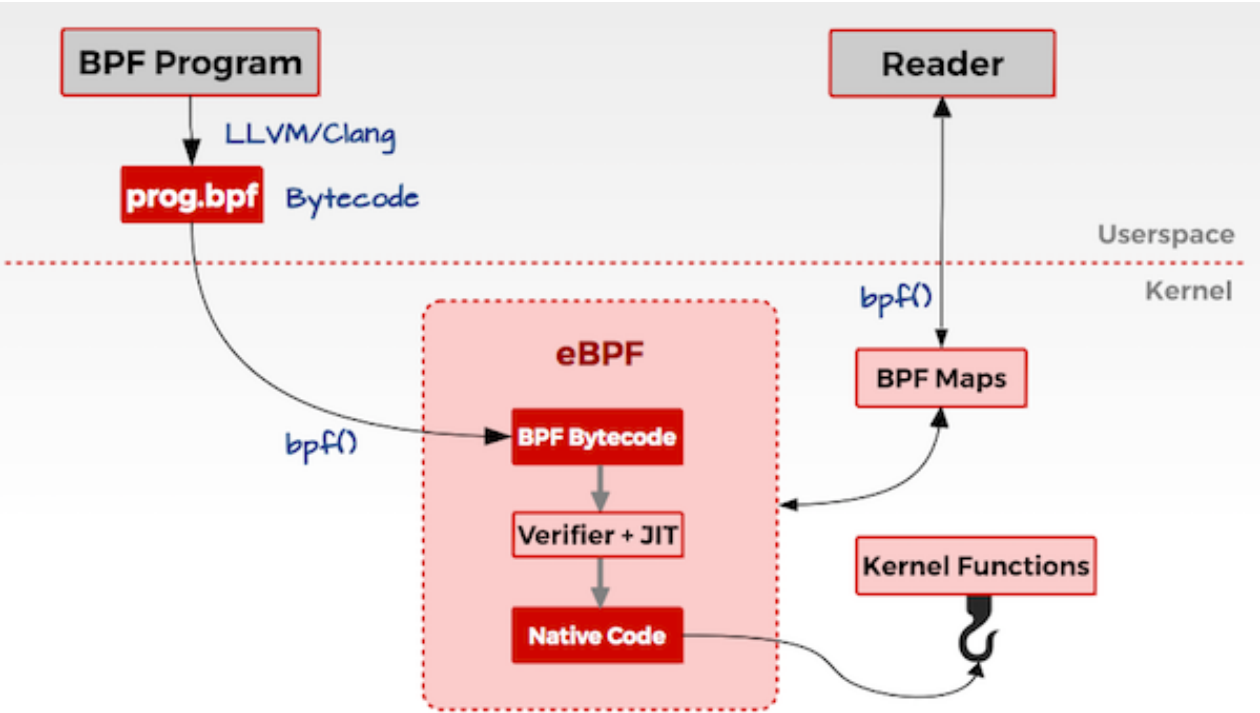 BPF Program
Reader
LLVM/Clang
prog.bpf
Bytecode
Userspace
Kernel
bpf()
eBPF
BPF Maps
BPF Bytecode
bpf()
Verifier + JIT
Kernel Functions
Native Code